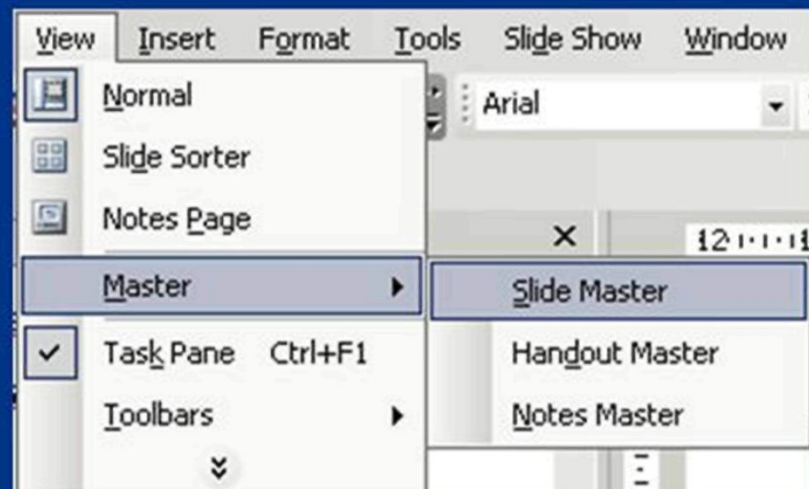 View Insert Format Tools Slide Show Window
Normal
Arial
Slide Sorter
Notes Page
12
Master
Slide Master
Task Pane Ctrl+F1
Handout Master
Toolbars
Notes Master